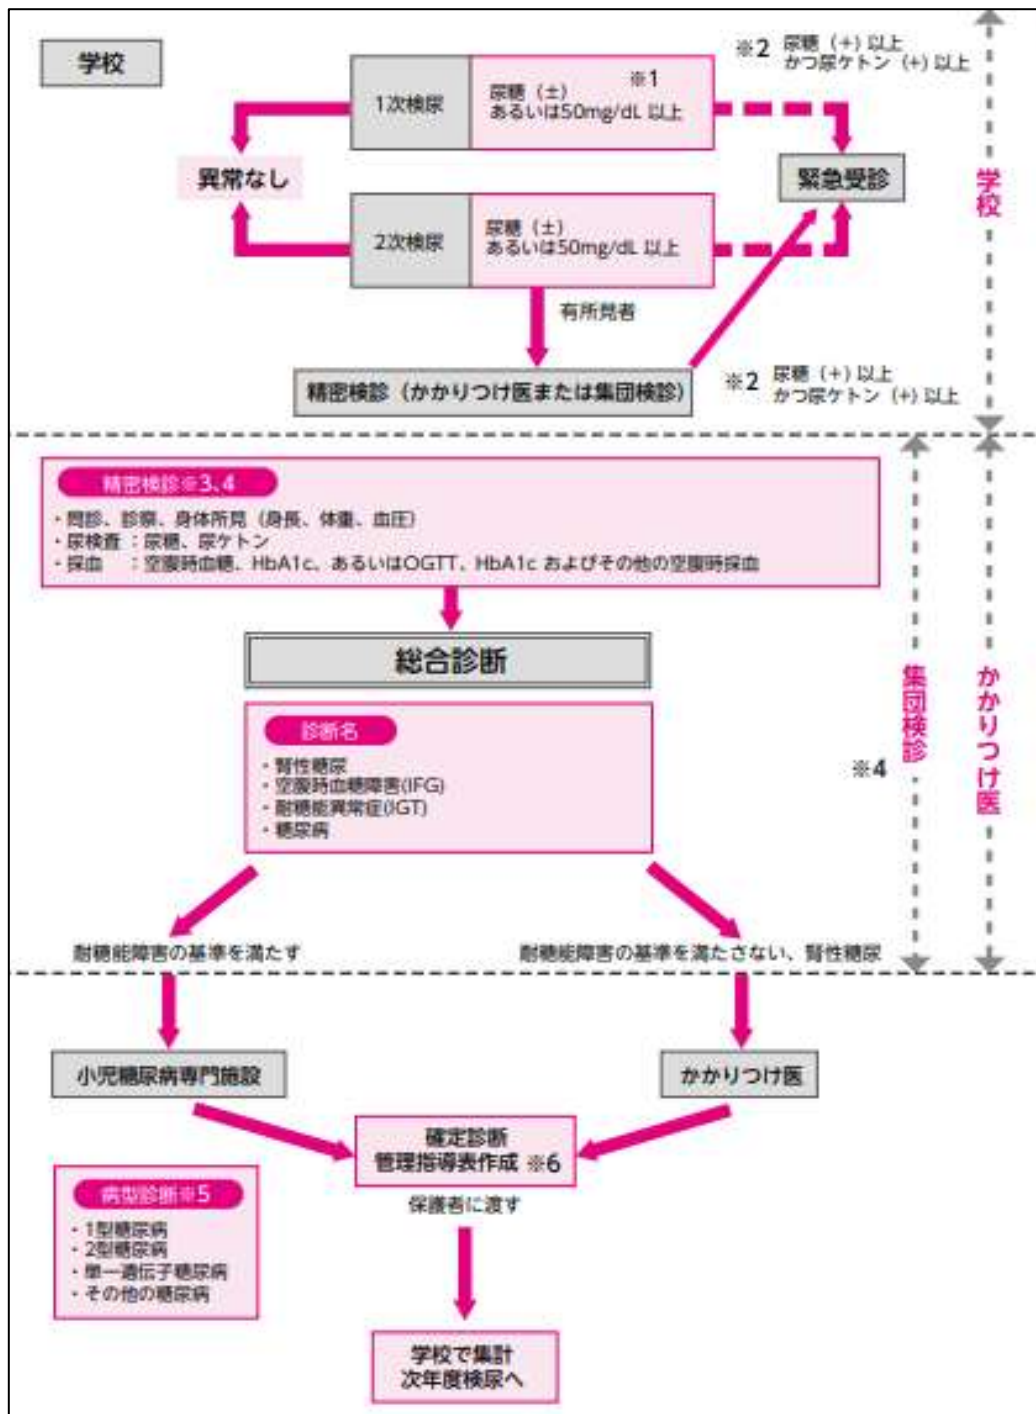 学校
1次検尿
尿糖（±） ※1
あるいは50mg/dL 以上
※2 尿糖（+）以上
かつ尿ケトン（+）以上
異常なし
緊急受診
学校
2次検尿
尿糖（±）
あるいは50mg/dL 以上
有所見者
精密検診（かかりつけ医または集団検診）
※2 尿糖（+）以上
かつ尿ケトン（+）以上
精密検診※3、4
・問診、診察、身体所見（身長、体重、血圧）
・尿検査 ：尿糖、尿ケトン
・採血 ：空腹時血糖、HbA1c、あるいはOGTT、HbA1c およびその他の空腹時採血
総合診断
集団検診
かかりつけ医
診断名
・腎性糖尿
・空腹時血糖障害(IFG)
・耐糖能異常症(IGT)
・糖尿病
※4
耐糖能障害の基準を満たす
耐糖能障害の基準を満たさない、腎性糖尿
小児糖尿病専門施設
かかりつけ医
確定診断
管理指導表作成 ※6
保護者に渡す
病型診断※5
・1型糖尿病
・2型糖尿病
・単一遺伝子糖尿病
・その他の糖尿病
学校で集計
次年度検尿へ